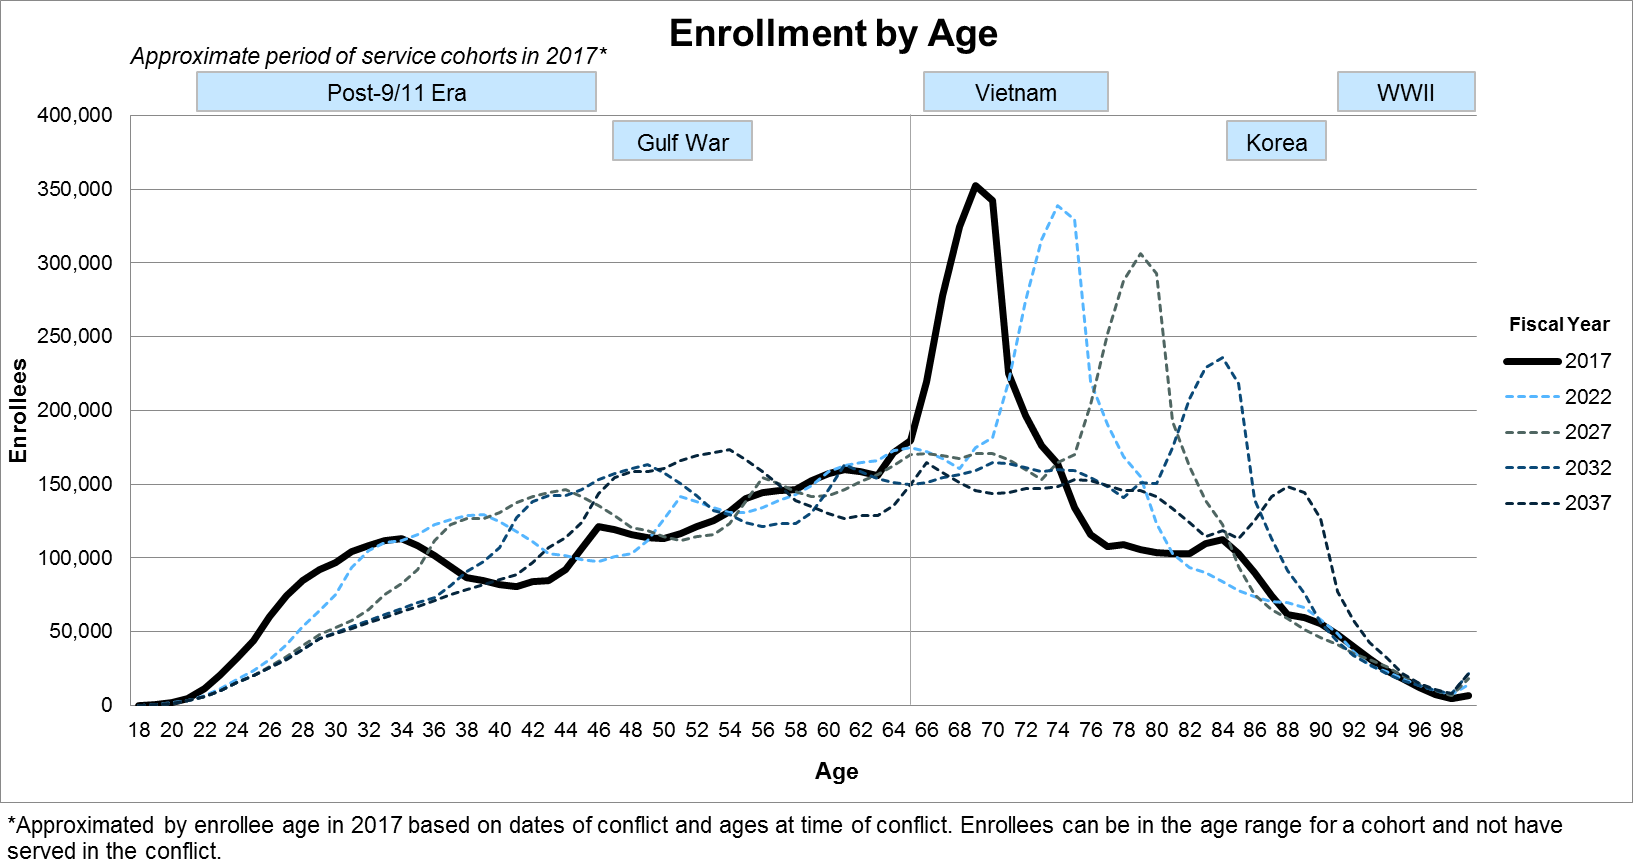 Enrollment by Age
Approximate period of service cohorts in 2017*
Post-9/11 Era
Vietnam
WWII
Gulf War
Korea
400,000
350,000
300,000
250,000
200,000
150,000
100,000
50,000
0
Enrollees
18 20 22 24 26 28 30 32 34 36 38 40 42 44 46 48 50 52 54 56 58 60 62 64 66 68 70 72 74 76 78 80 82 84 86 88 90 92 94 96 98
Age
Fiscal Year
2017
2022
2027
2032
2037
*Approximated by enrollee age in 2017 based on dates of conflict and ages at time of conflict. Enrollees can be in the age range for a cohort and not have
served in the conflict.